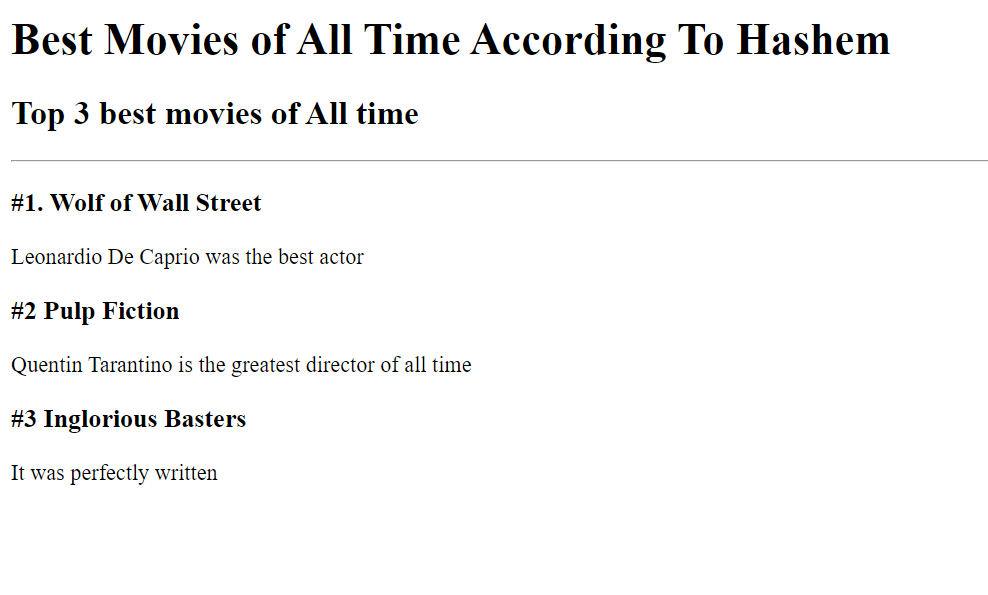 Best Movies of All Time According To Hashem
Top 3 best movies of All time
#1. Wolf of Wall Street
Leonardio De Caprio was the best actor
#2 Pulp Fiction
Quentin Tarantino is the greatest director of all time
#3 Inglorious Basters
It was perfectly written